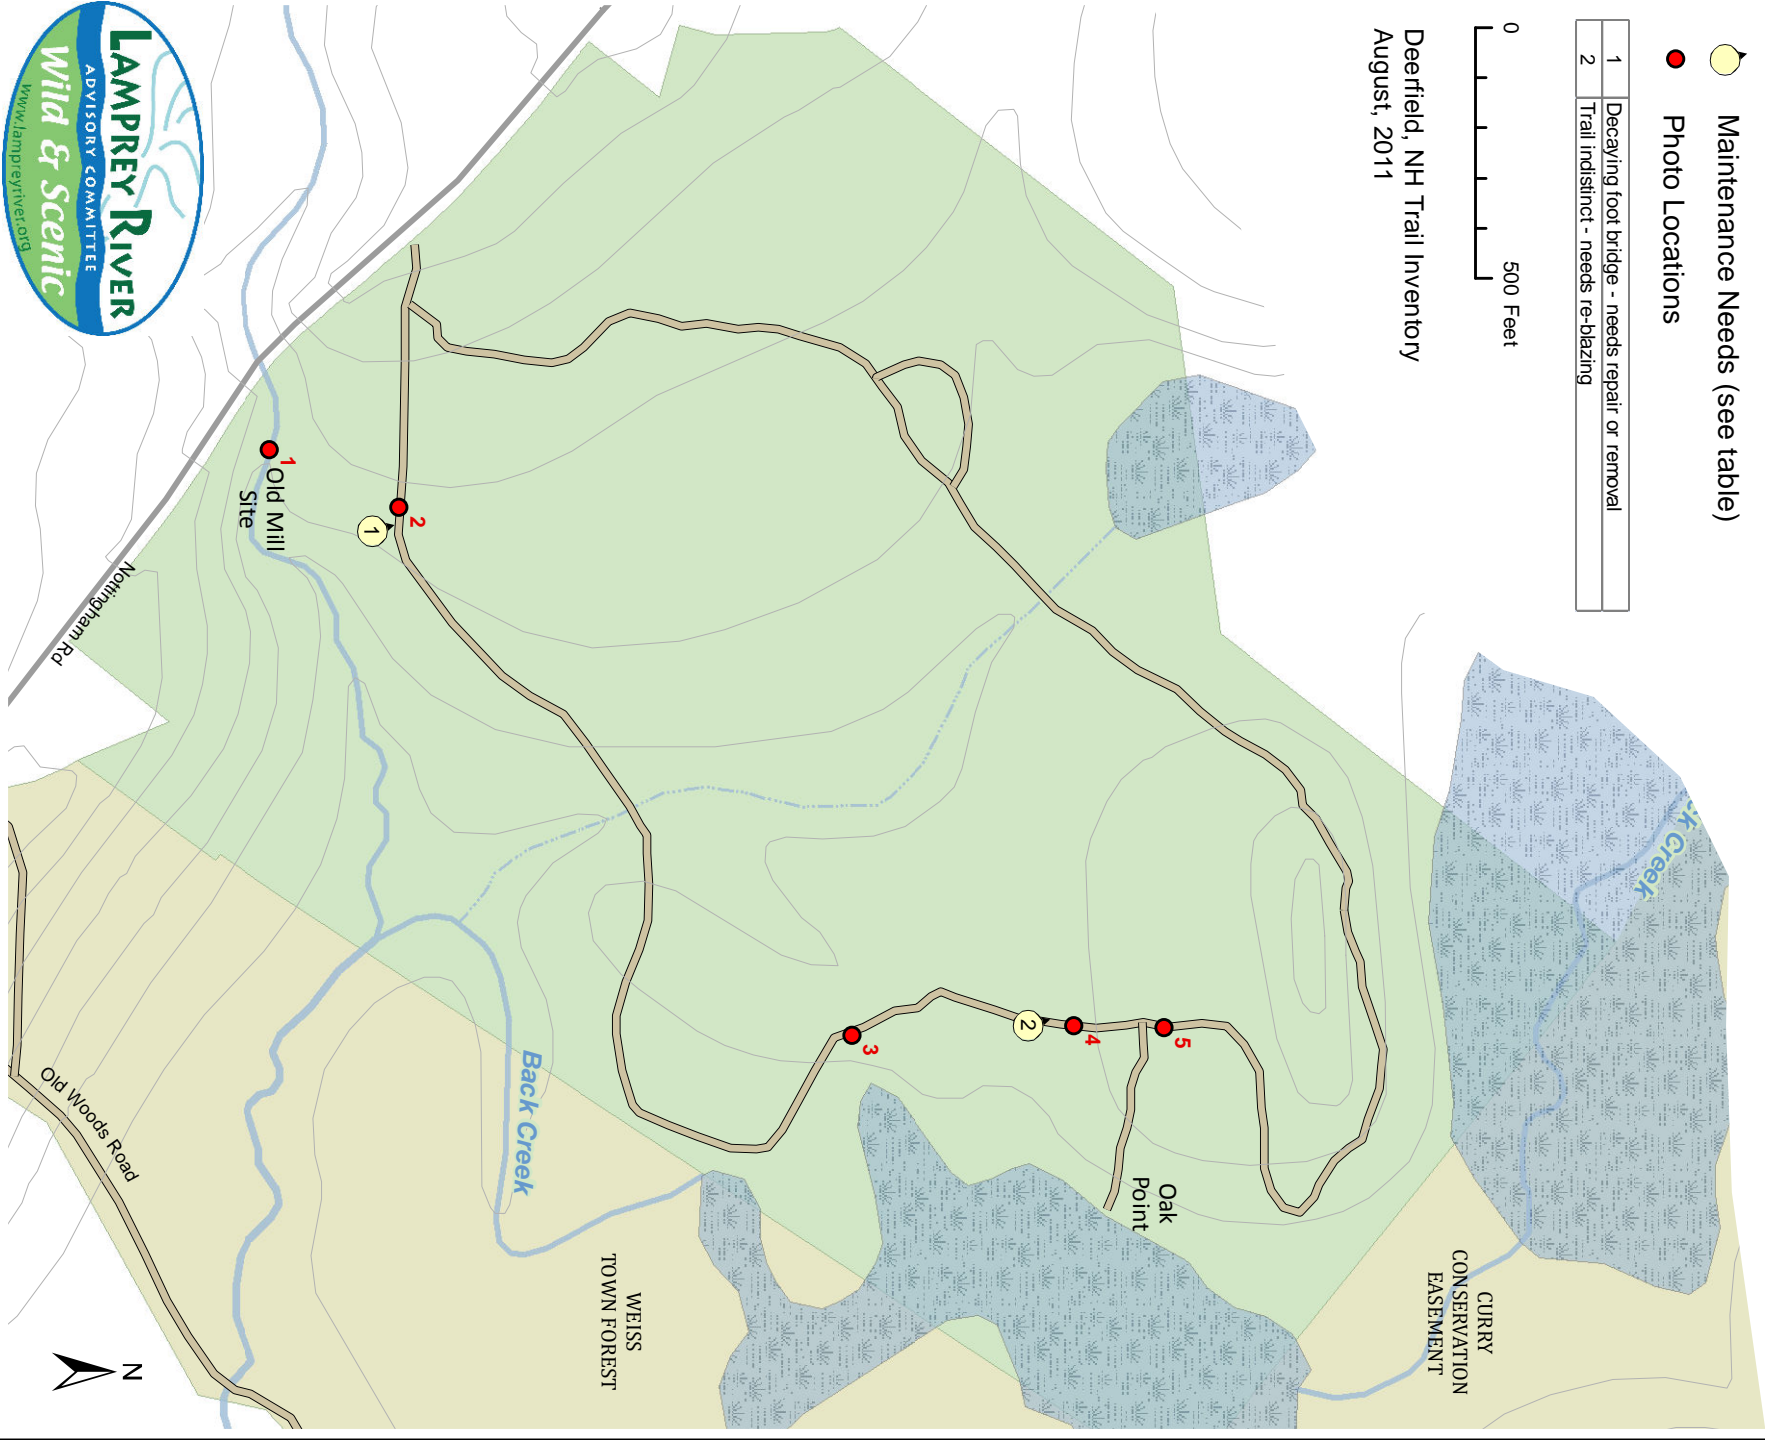 Maintenance Needs (see table)
Photo Locations
1 Decaying foot bridge - needs repair or removal
2 Trail indistinct - needs re-blazing
0 500 Feet
Deerfield, NH Trail Inventory
August, 2011
ck Creek
CURRY
CONSERVATION
EASEMENT
5
4
2
3
Oak
Point
WEISS
TOWN FOREST
Back Creek
2
1
1
Old Mill
Site
Nottingham Rd
Old Woods Road
N
LAMPREY RIVER
ADVISORY COMMITTEE
Wild & Scenic
www.lampreyriver.org